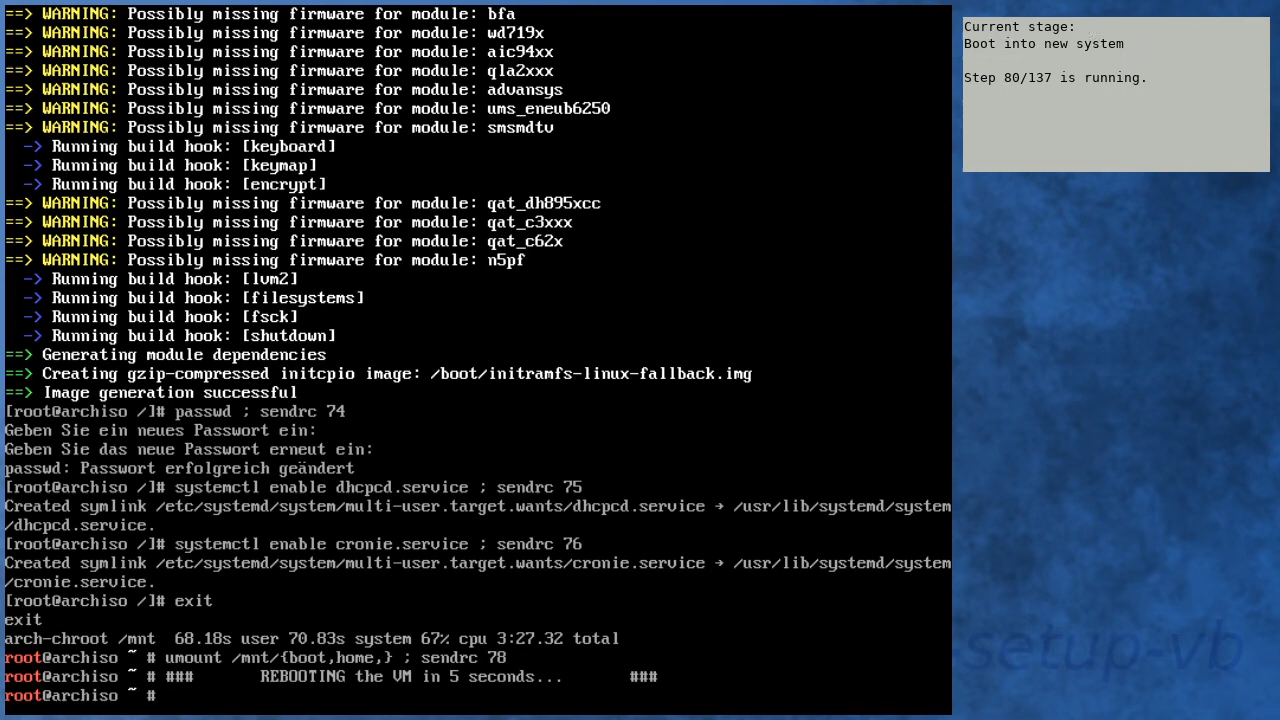 ==> WARNING: Possibly missing firmware for module: bfa
==> WARNING: Possibly missing firmware for module: wd719x
==> WARNING: Possibly missing firmware for module: aic94xx
==> WARNING: Possibly missing firmware for module: qla2xxx
==> WARNING: Possibly missing firmware for module: advansys
==> WARNING: Possibly missing firmware for module: ums_eneub6250
==> WARNING: Possibly missing firmware for module: smsmdtv
  -> Running build hook: [keyboard]
  -> Running build hook: [keymap]
  -> Running build hook: [encrypt]
==> WARNING: Possibly missing firmware for module: qat_dh895xcc
==> WARNING: Possibly missing firmware for module: qat_c3xxx
==> WARNING: Possibly missing firmware for module: qat_c62x
==> WARNING: Possibly missing firmware for module: n5pf
  -> Running build hook: [lvm2]
  -> Running build hook: [filesystems]
  -> Running build hook: [fsck]
  -> Running build hook: [shutdown]
==> Generating module dependencies
==> Creating gzip-compressed initcpio image: /boot/initramfs-linux-fallback.img
==> Image generation successful
[root@archiso /]# passwd ; sendrc 74
Geben Sie ein neues Passwort ein:
Geben Sie das neue Passwort erneut ein:
passwd: Passwort erfolgreich geändert
[root@archiso /]# systemctl enable dhcpcd.service ; sendrc 75
Created symlink /etc/systemd/system/multi-user.target.wants/dhcpcd.service → /usr/lib/systemd/system
/dhcpcd.service.
[root@archiso /]# systemctl enable cronie.service ; sendrc 76
Created symlink /etc/systemd/system/multi-user.target.wants/cronie.service → /usr/lib/systemd/system
/cronie.service.
[root@archiso /]# exit
exit
arch-chroot /mnt  68.18s user 70.83s system 67% cpu 3:27.32 total
root@archiso ~ # umount /mnt/{boot,home,} ; sendrc 78
root@archiso ~ # ###       REBOOTING the VM in 5 seconds...       ###
root@archiso ~ #
Current stage:
Boot into new system
Step 80/137 is running.
setup-vb